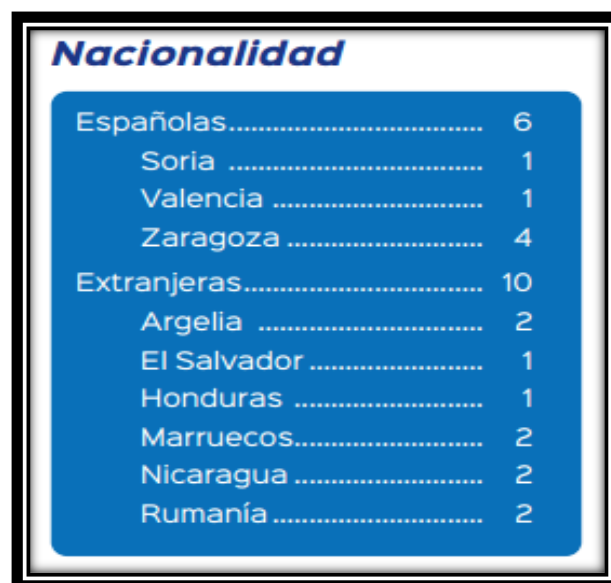 Nacionalidad
Españolas.................................. 6
Soria .................................. 1
Valencia ............................ 1
Zaragoza .......................... 4
Extranjeras................................ 10
Argelia .............................. 2
El Salvador ....................... 1
Honduras ......................... 1
Marruecos......................... 2
Nicaragua ......................... 2
Rumanía ............................ 2